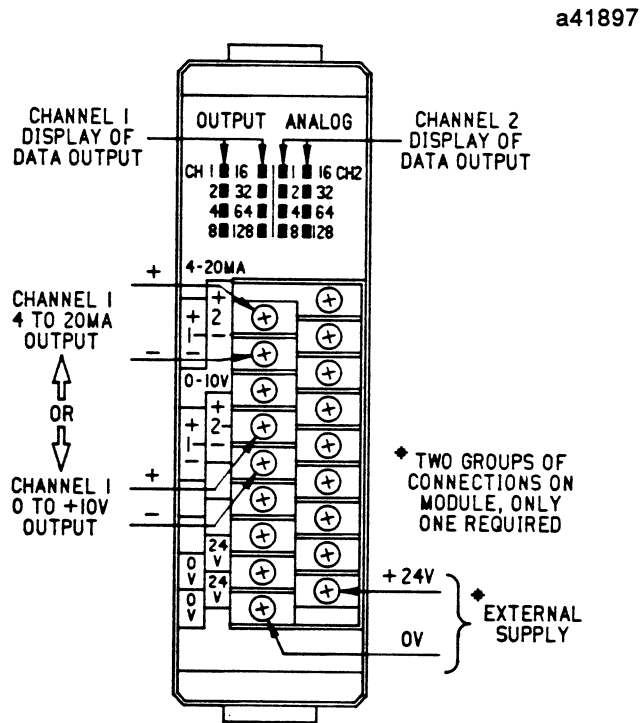 a41897
CHANNEL 1
DISPLAY OF
DATA OUTPUT
OUTPUT ANALOG
CHANNEL 2
DISPLAY OF
DATA OUTPUT
CH 1 16 1 16 CH2
2 32 2 32
4 64 4 64
8 128 8 128
+ 4-20MA
CHANNEL 1
4 TO 20MA
OUTPUT
-
+ 1 -
+ 2 -
OR
0-10V
+ 1 -
+ 2 -
+
CHANNEL 1
0 TO +10V
OUTPUT
-
* TWO GROUPS OF
CONNECTIONS ON
MODULE, ONLY
ONE REQUIRED
24V
0V
24V
0V
+24V
0V
* EXTERNAL
SUPPLY